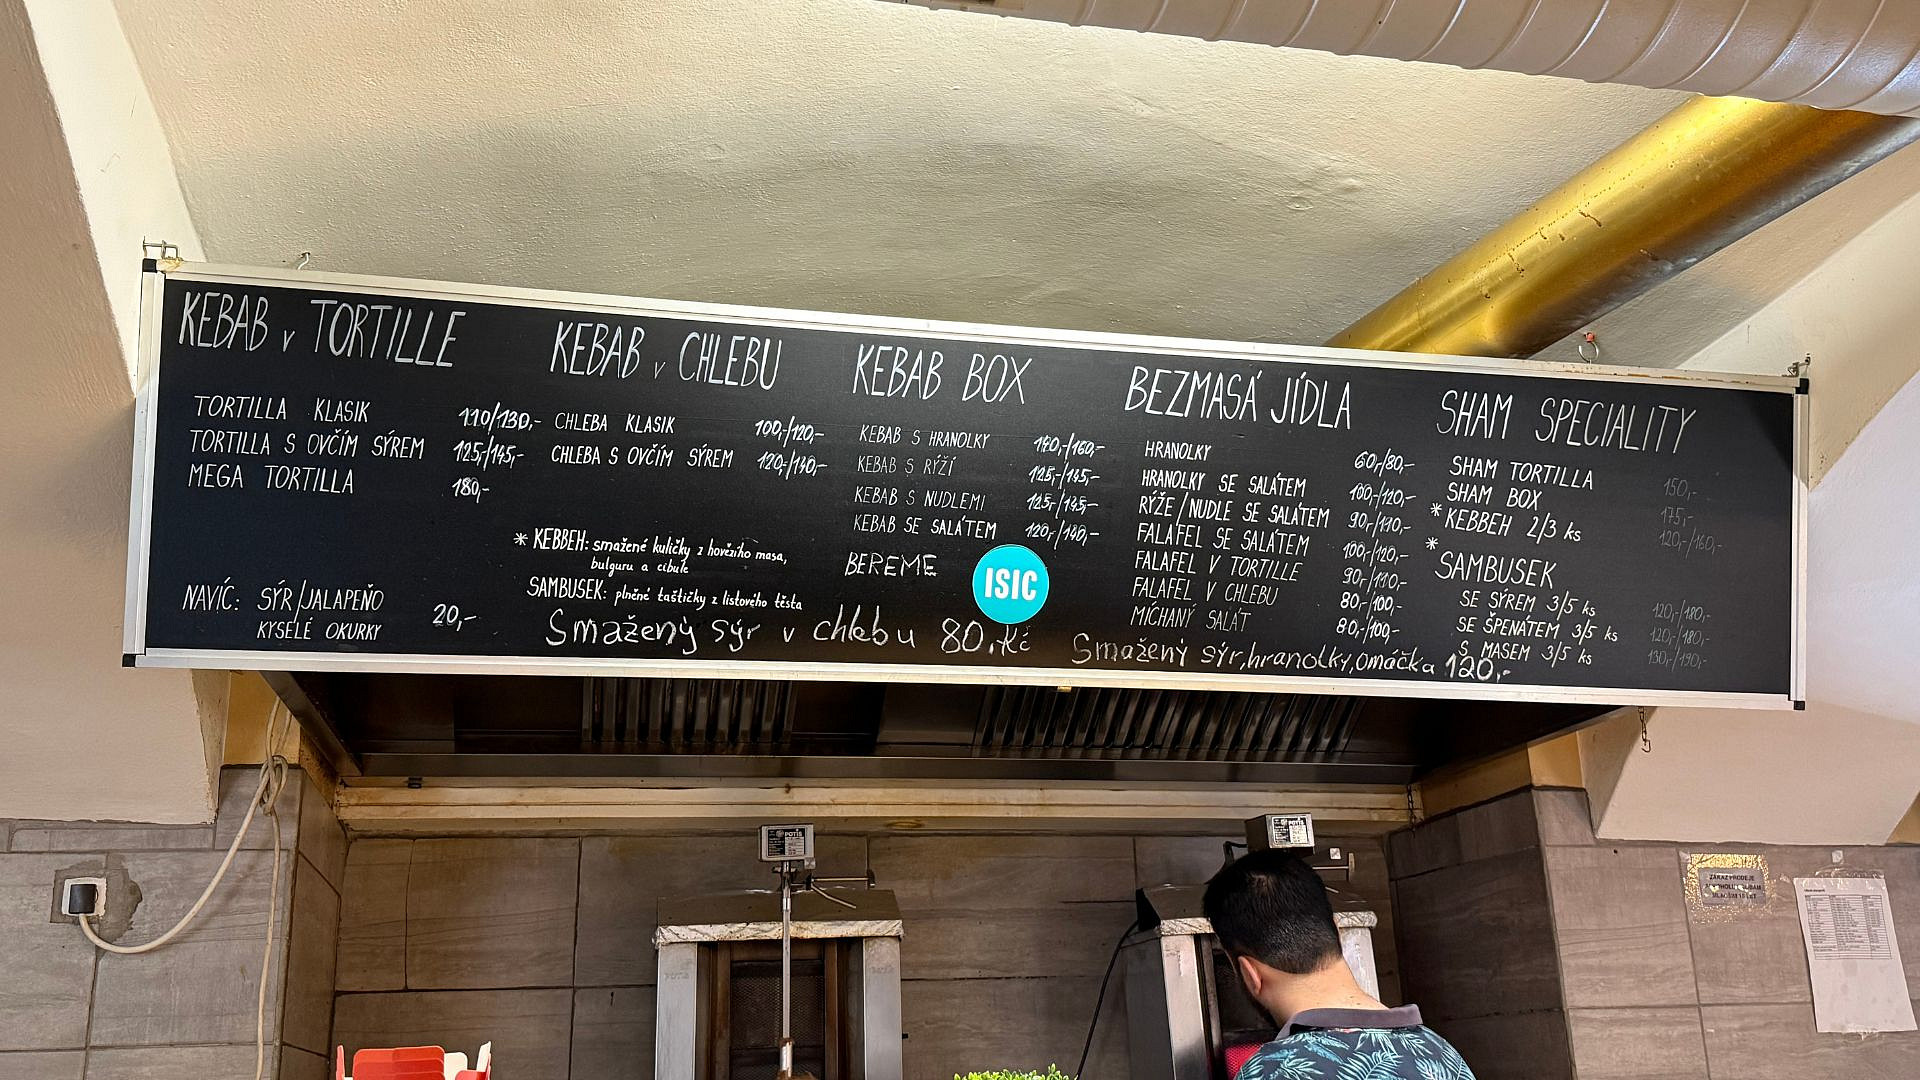 KEBAB v TORTILLE
TORTILLA KLASIK 110/130,-
TORTILLA S OVČÍM SÝREM 125,-/145,-
MEGA TORTILLA 180,-
NAVÍC: SÝR/JALAPEÑO
KYSELÉ OKURKY 20,-
KEBAB v CHLEBU
CHLEBA KLASIK 100,-/120,-
CHLEBA S OVČÍM SÝREM 120,-/140,-
* KEBBEH: smažené kuličky z hovězího masa,
bulguru a cibule
SAMBUSEK: plněné taštičky z listového těsta
Smažený sýr v chlebu 80,-Kč
KEBAB BOX
KEBAB S HRANOLKY 140,-/160,-
KEBAB S RÝŽÍ 125,-/145,-
KEBAB S NUDLEMI 125,-/145,-
KEBAB SE SALÁTEM 120,-/140,-
BEREME ISIC
BEZMASÁ JÍDLA
HRANOLKY 60,-/80,-
HRANOLKY SE SALÁTEM 100,-/120,-
RÝŽE/NUDLE SE SALÁTEM 90,-/110,-
FALAFEL SE SALÁTEM 100,-/120,-
FALAFEL V TORTILLE 90,-/110,-
FALAFEL V CHLEBU 80,-/100,-
MÍCHANÝ SALÁT 80,-/100,-
Smažený sýr,hranolky,omáčka 120,-
SHAM SPECIALITY
SHAM TORTILLA 150,-
SHAM BOX 175,-
* KEBBEH 2/3 ks 120,-/160,-
* SAMBUSEK
SE SÝREM 3/5 ks 120,-/180,-
SE ŠPENÁTEM 3/5 ks 120,-/180,-
S MASEM 3/5 ks 130,-/190,-
POTIS
ZÁKAZ PRODEJE